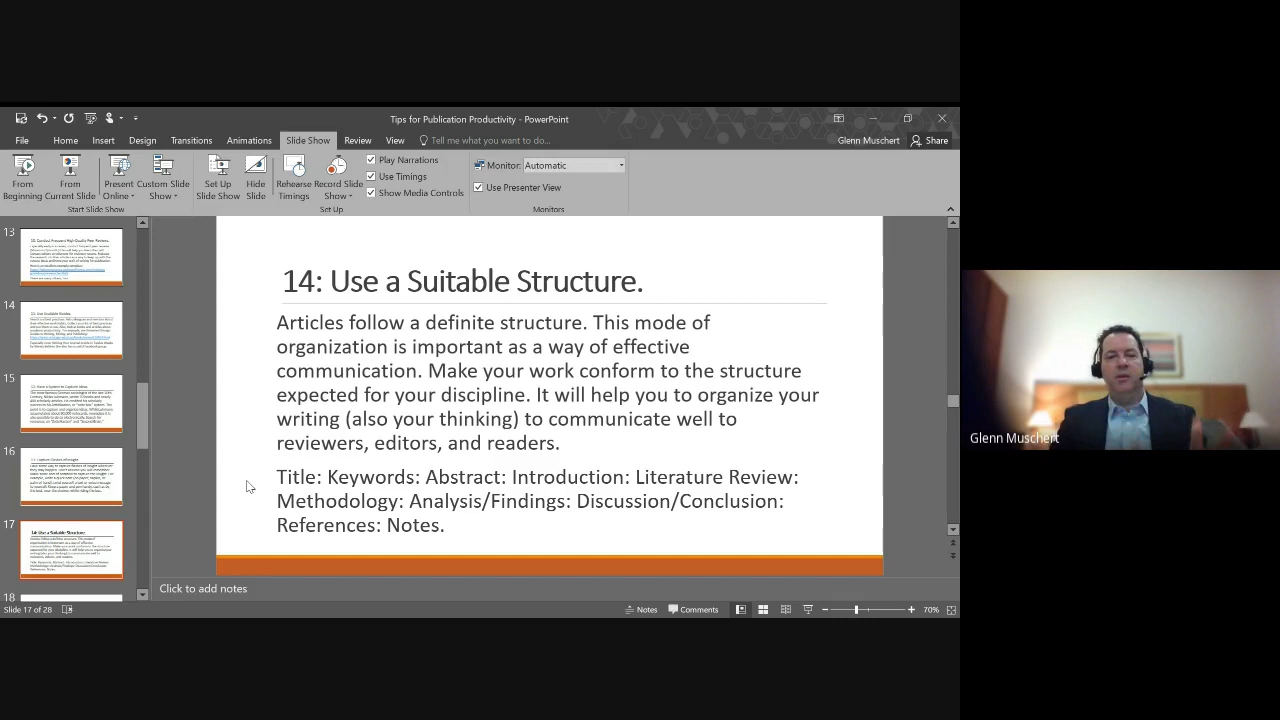 Tips for Publication Productivity - PowerPoint
File Home Insert Design Transitions Animations Slide Show Review View Tell me what you want to do... Glenn Muschert Share
From Beginning
From Current Slide
Present Online
Custom Slide Show
Set Up Slide Show
Hide Slide
Rehearse Timings
Record Slide Show
Play Narrations
Use Timings
Show Media Controls
Monitor: Automatic
Use Presenter View
Start Slide Show Set Up Monitors
13
14
15
16
17
18
14: Use a Suitable Structure.
Articles follow a definite structure. This mode of
organization is important as a way of effective
communication. Make your work conform to the structure
expected for your discipline. It will help you to organize your
writing (also your thinking) to communicate well to
reviewers, editors, and readers.
Title: Keywords: Abstract: Introduction: Literature Review:
Methodology: Analysis/Findings: Discussion/Conclusion:
References: Notes.
Click to add notes
Slide 17 of 28 Notes Comments 70%
Glenn Muschert